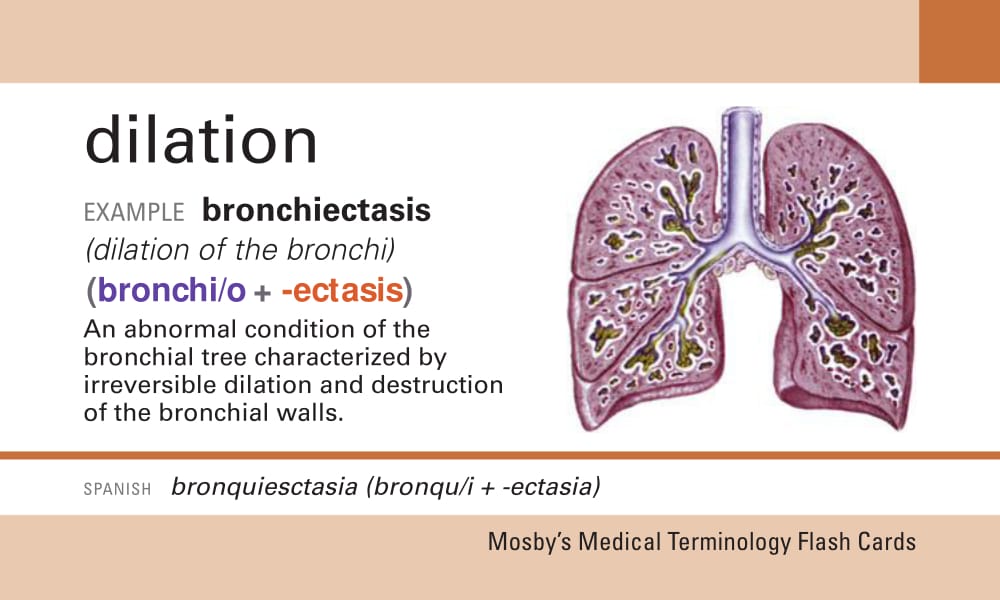 dilation
EXAMPLE bronchiectasis
(dilation of the bronchi)
(bronchi/o + -ectasis)
An abnormal condition of the
bronchial tree characterized by
irreversible dilation and destruction
of the bronchial walls.
SPANISH bronquiesctasia (bronqu/i + -ectasia)
Mosby's Medical Terminology Flash Cards